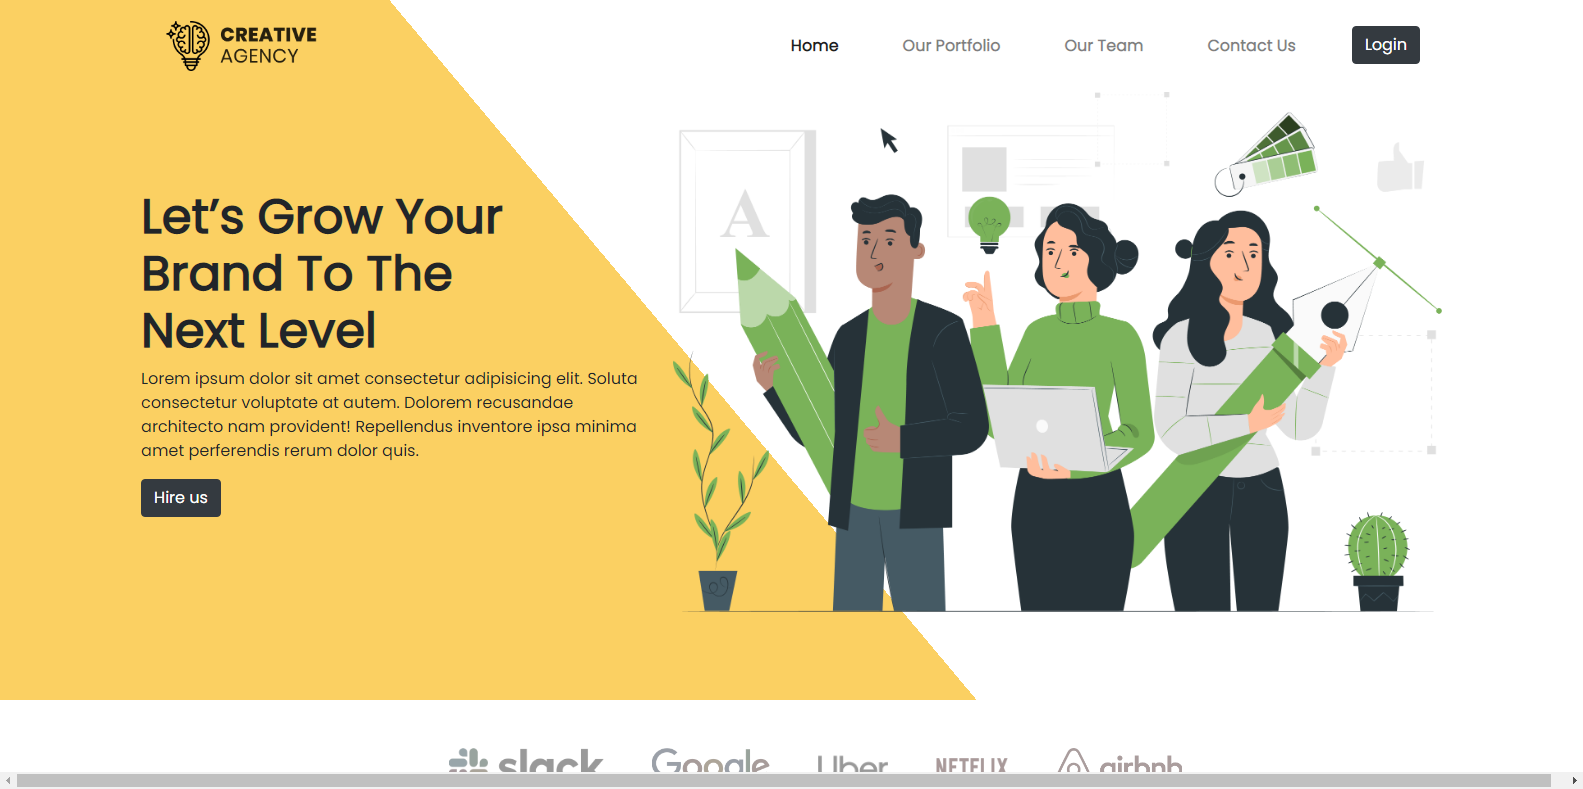 CREATIVE
AGENCY
Home
Our Portfolio
Our Team
Contact Us
Login
A
Let’s Grow Your
Brand To The
Next Level
Lorem ipsum dolor sit amet consectetur adipisicing elit. Soluta
consectetur voluptate at autem. Dolorem recusandae
architecto nam provident! Repellendus inventore ipsa minima
amet perferendis rerum dolor quis.
Hire us
slack
Google
Uber
NETFLIX
airbnb